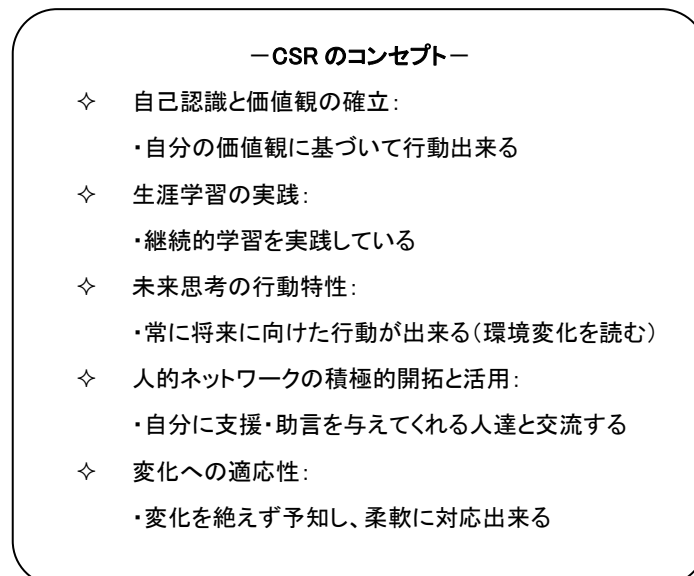 －CSR のコンセプト－
✧ 自己認識と価値観の確立：
・自分の価値観に基づいて行動出来る
✧ 生涯学習の実践：
・継続的学習を実践している
✧ 未来思考の行動特性：
・常に将来に向けた行動が出来る（環境変化を読む）
✧ 人的ネットワークの積極的開拓と活用：
・自分に支援・助言を与えてくれる人達と交流する
✧ 変化への適応性：
・変化を絶えず予知し、柔軟に対応出来る